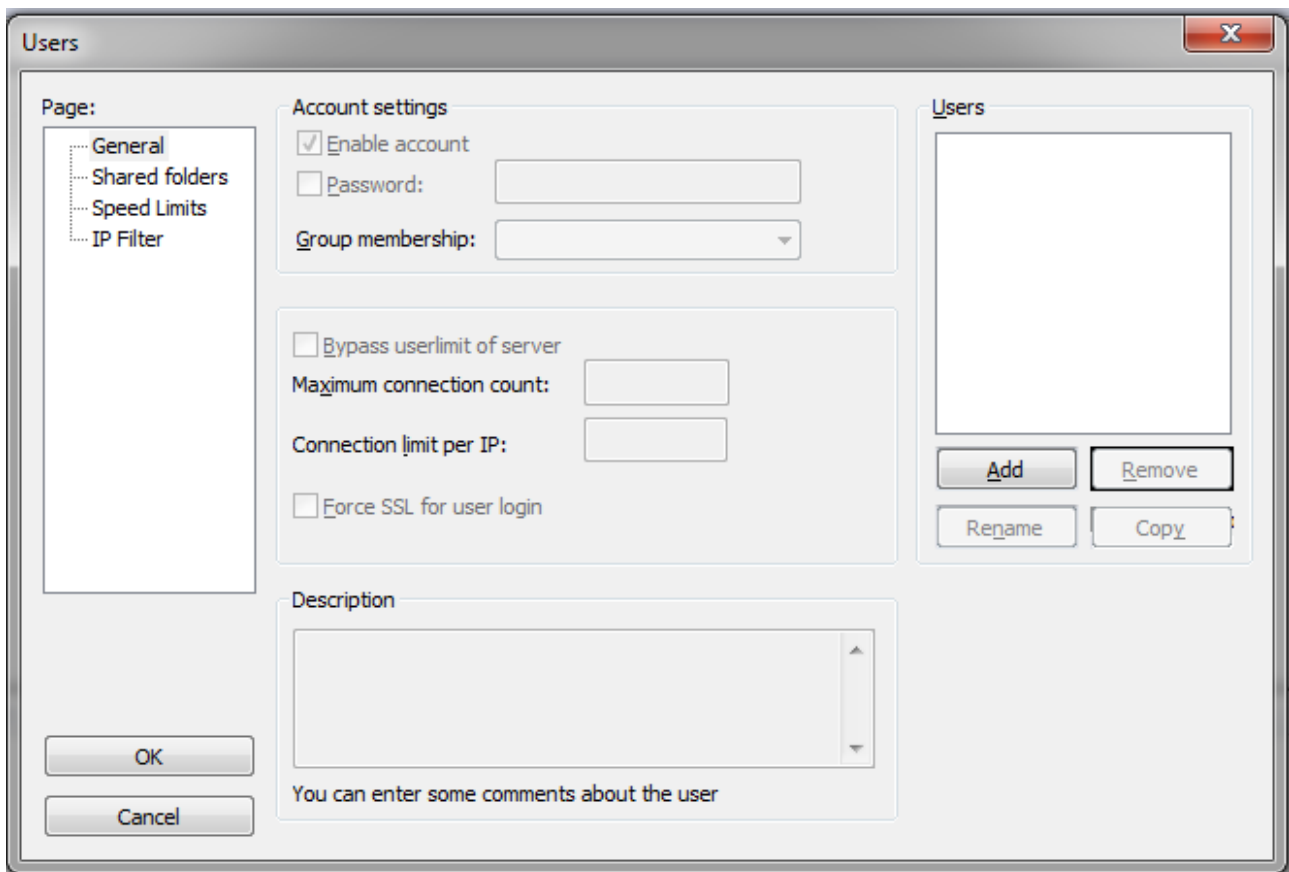 Users
Page:
General
Shared folders
Speed Limits
IP Filter
OK
Cancel
Account settings
Enable account
Password:
Group membership:
Bypass userlimit of server
Maximum connection count:
Connection limit per IP:
Force SSL for user login
Description
You can enter some comments about the user
Users
Add Remove
Rename Copy